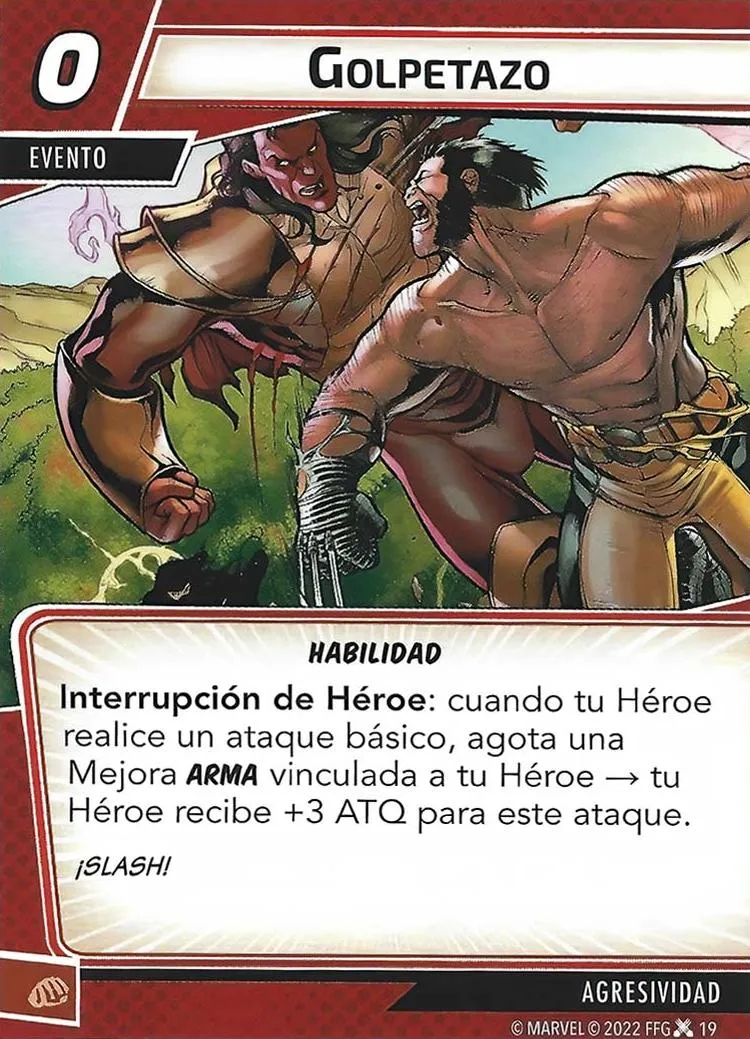 0
GOLPETAZO
EVENTO
HABILIDAD
Interrupción de Héroe: cuando tu Héroe
realice un ataque básico, agota una
Mejora ARMA vinculada a tu Héroe → tu
Héroe recibe +3 ATQ para este ataque.
¡SLASH!
AGRESIVIDAD
© MARVEL © 2022 FFG 19